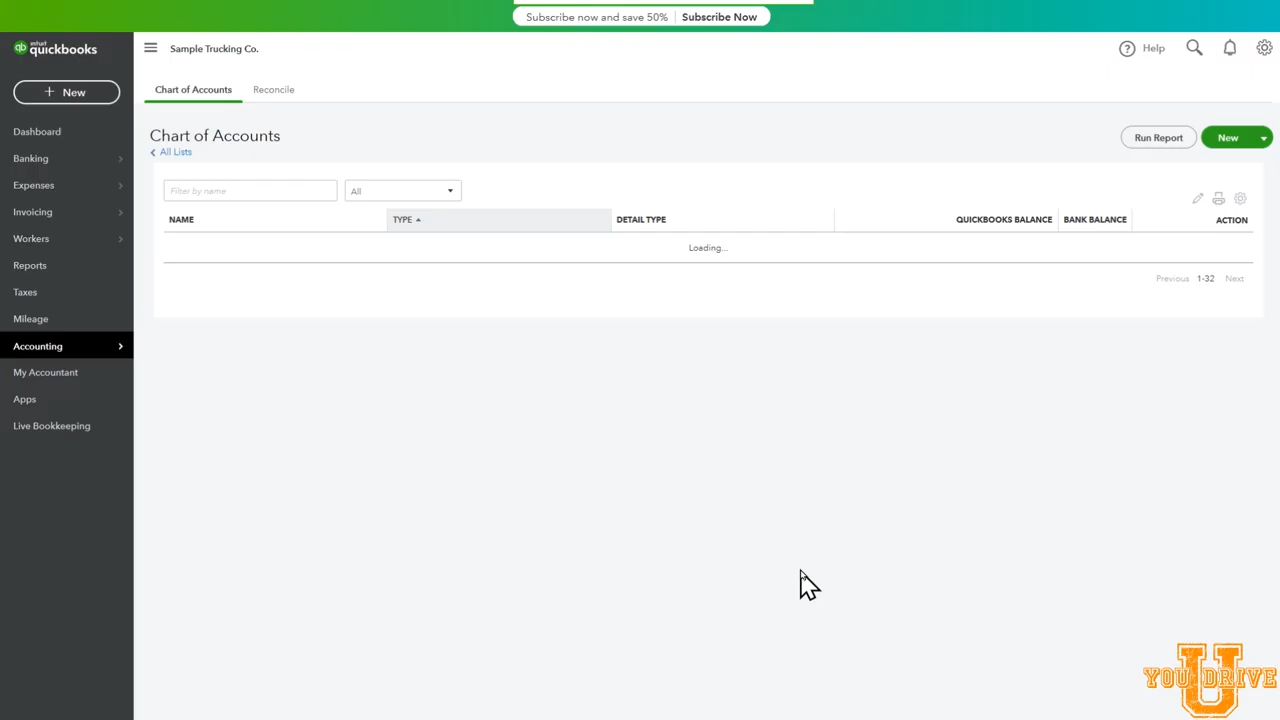 Subscribe now and save 50% Subscribe Now
intuit quickbooks
Sample Trucking Co.
Help
New
Chart of Accounts Reconcile
Dashboard
Banking
Expenses
Invoicing
Workers
Reports
Taxes
Mileage
Accounting
My Accountant
Apps
Live Bookkeeping
Chart of Accounts
All Lists
Run Report New
Filter by name All
NAME TYPE DETAIL TYPE QUICKBOOKS BALANCE BANK BALANCE ACTION
Loading...
Previous 1-32 Next
U
YOU DRIVE